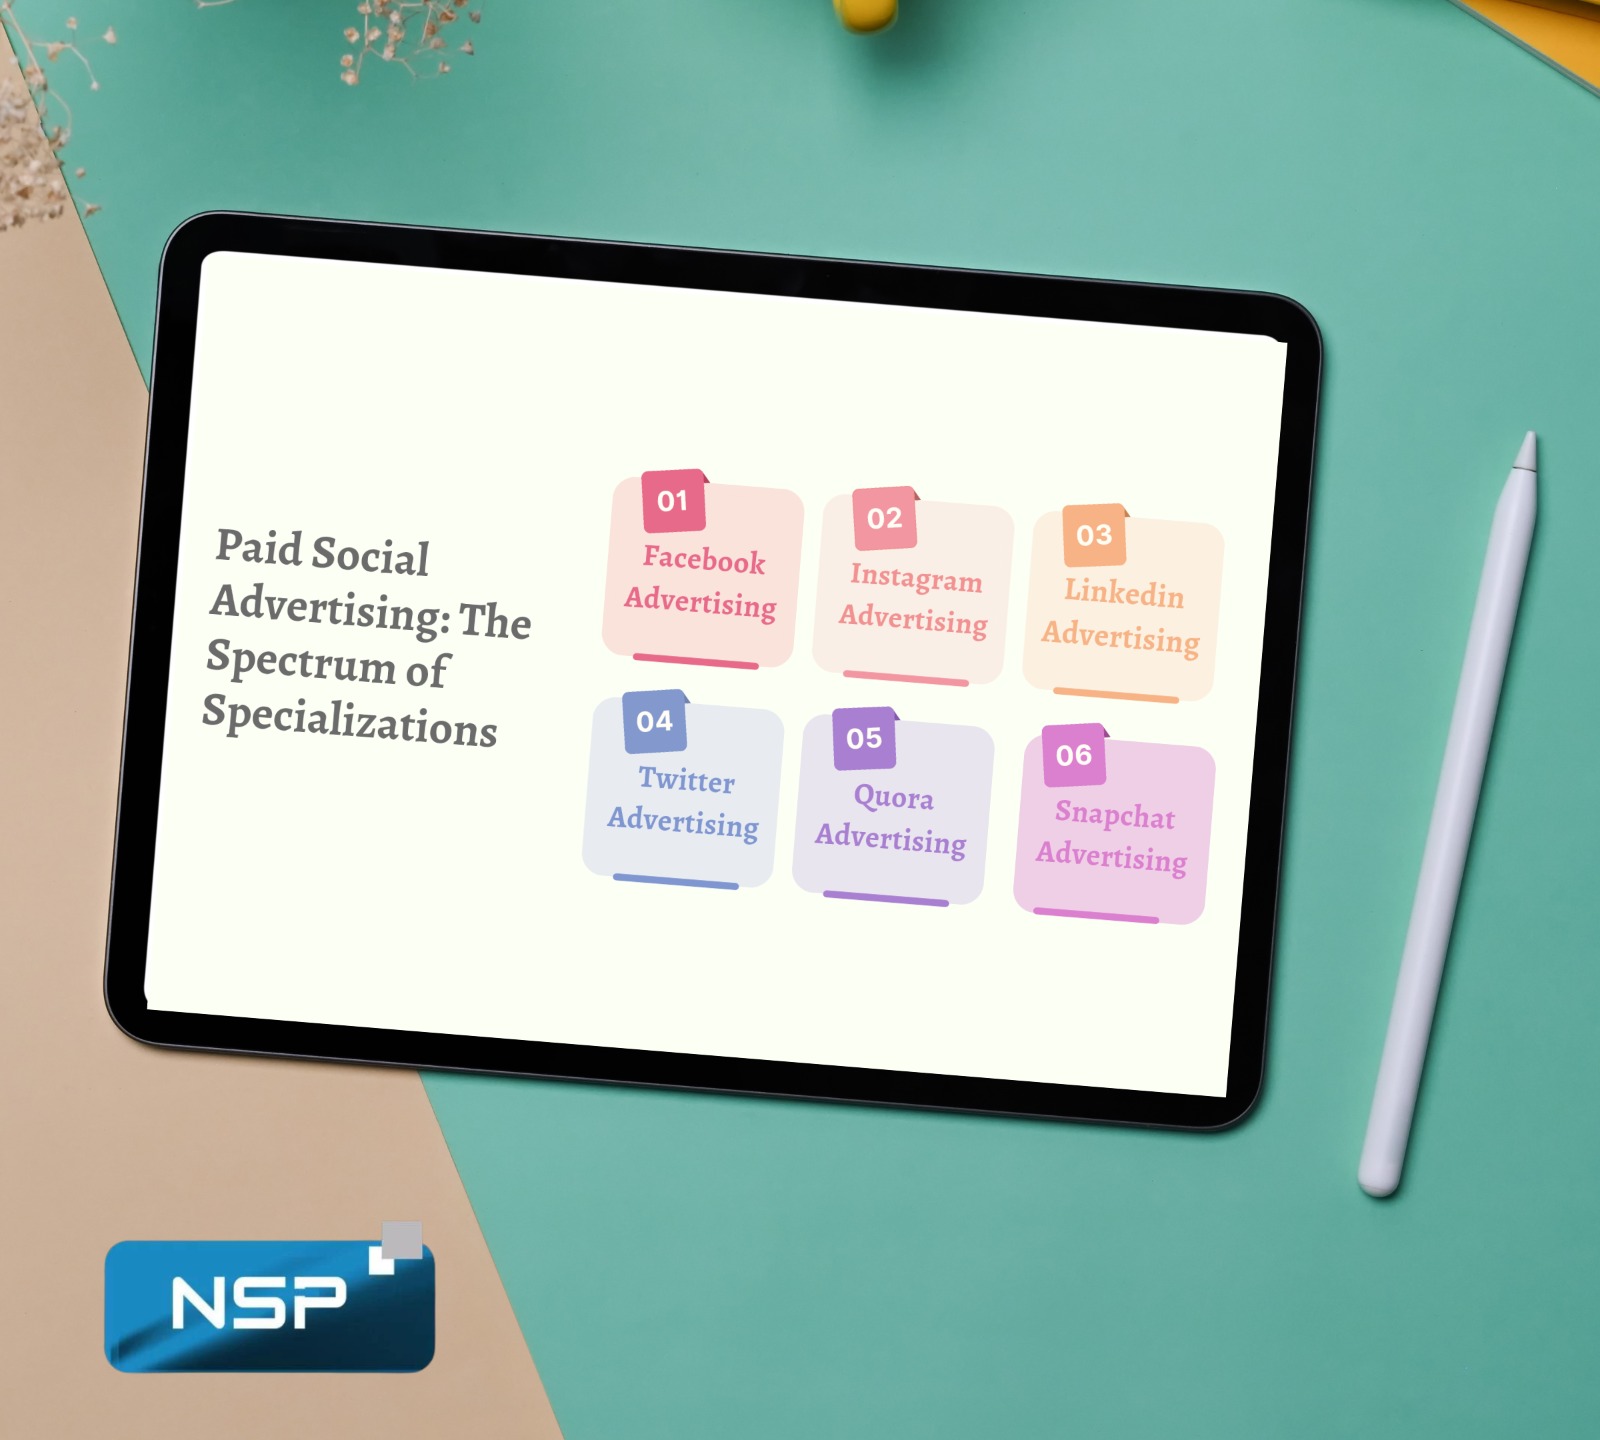 Paid Social
Advertising: The
Spectrum of
Specializations
01
Facebook
Advertising
02
Instagram
Advertising
03
Linkedin
Advertising
04
Twitter
Advertising
05
Quora
Advertising
06
Snapchat
Advertising
NSP